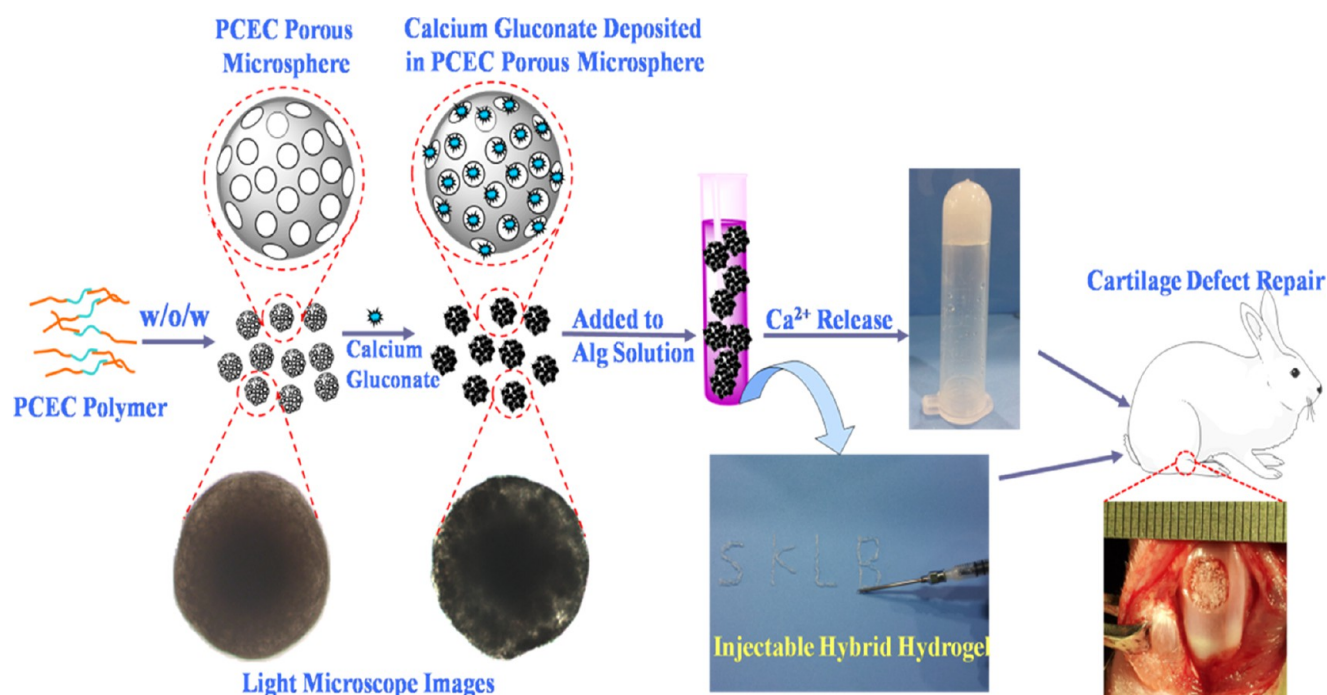 PCEC Porous
Microsphere
Calcium Gluconate Deposited
in PCEC Porous Microsphere
PCEC Polymer
w/o/w
Calcium
Gluconate
Added to
Alg Solution
Ca²⁺ Release
Cartilage Defect Repair
SKLB
Injectable Hybrid Hydrogel
Light Microscope Images